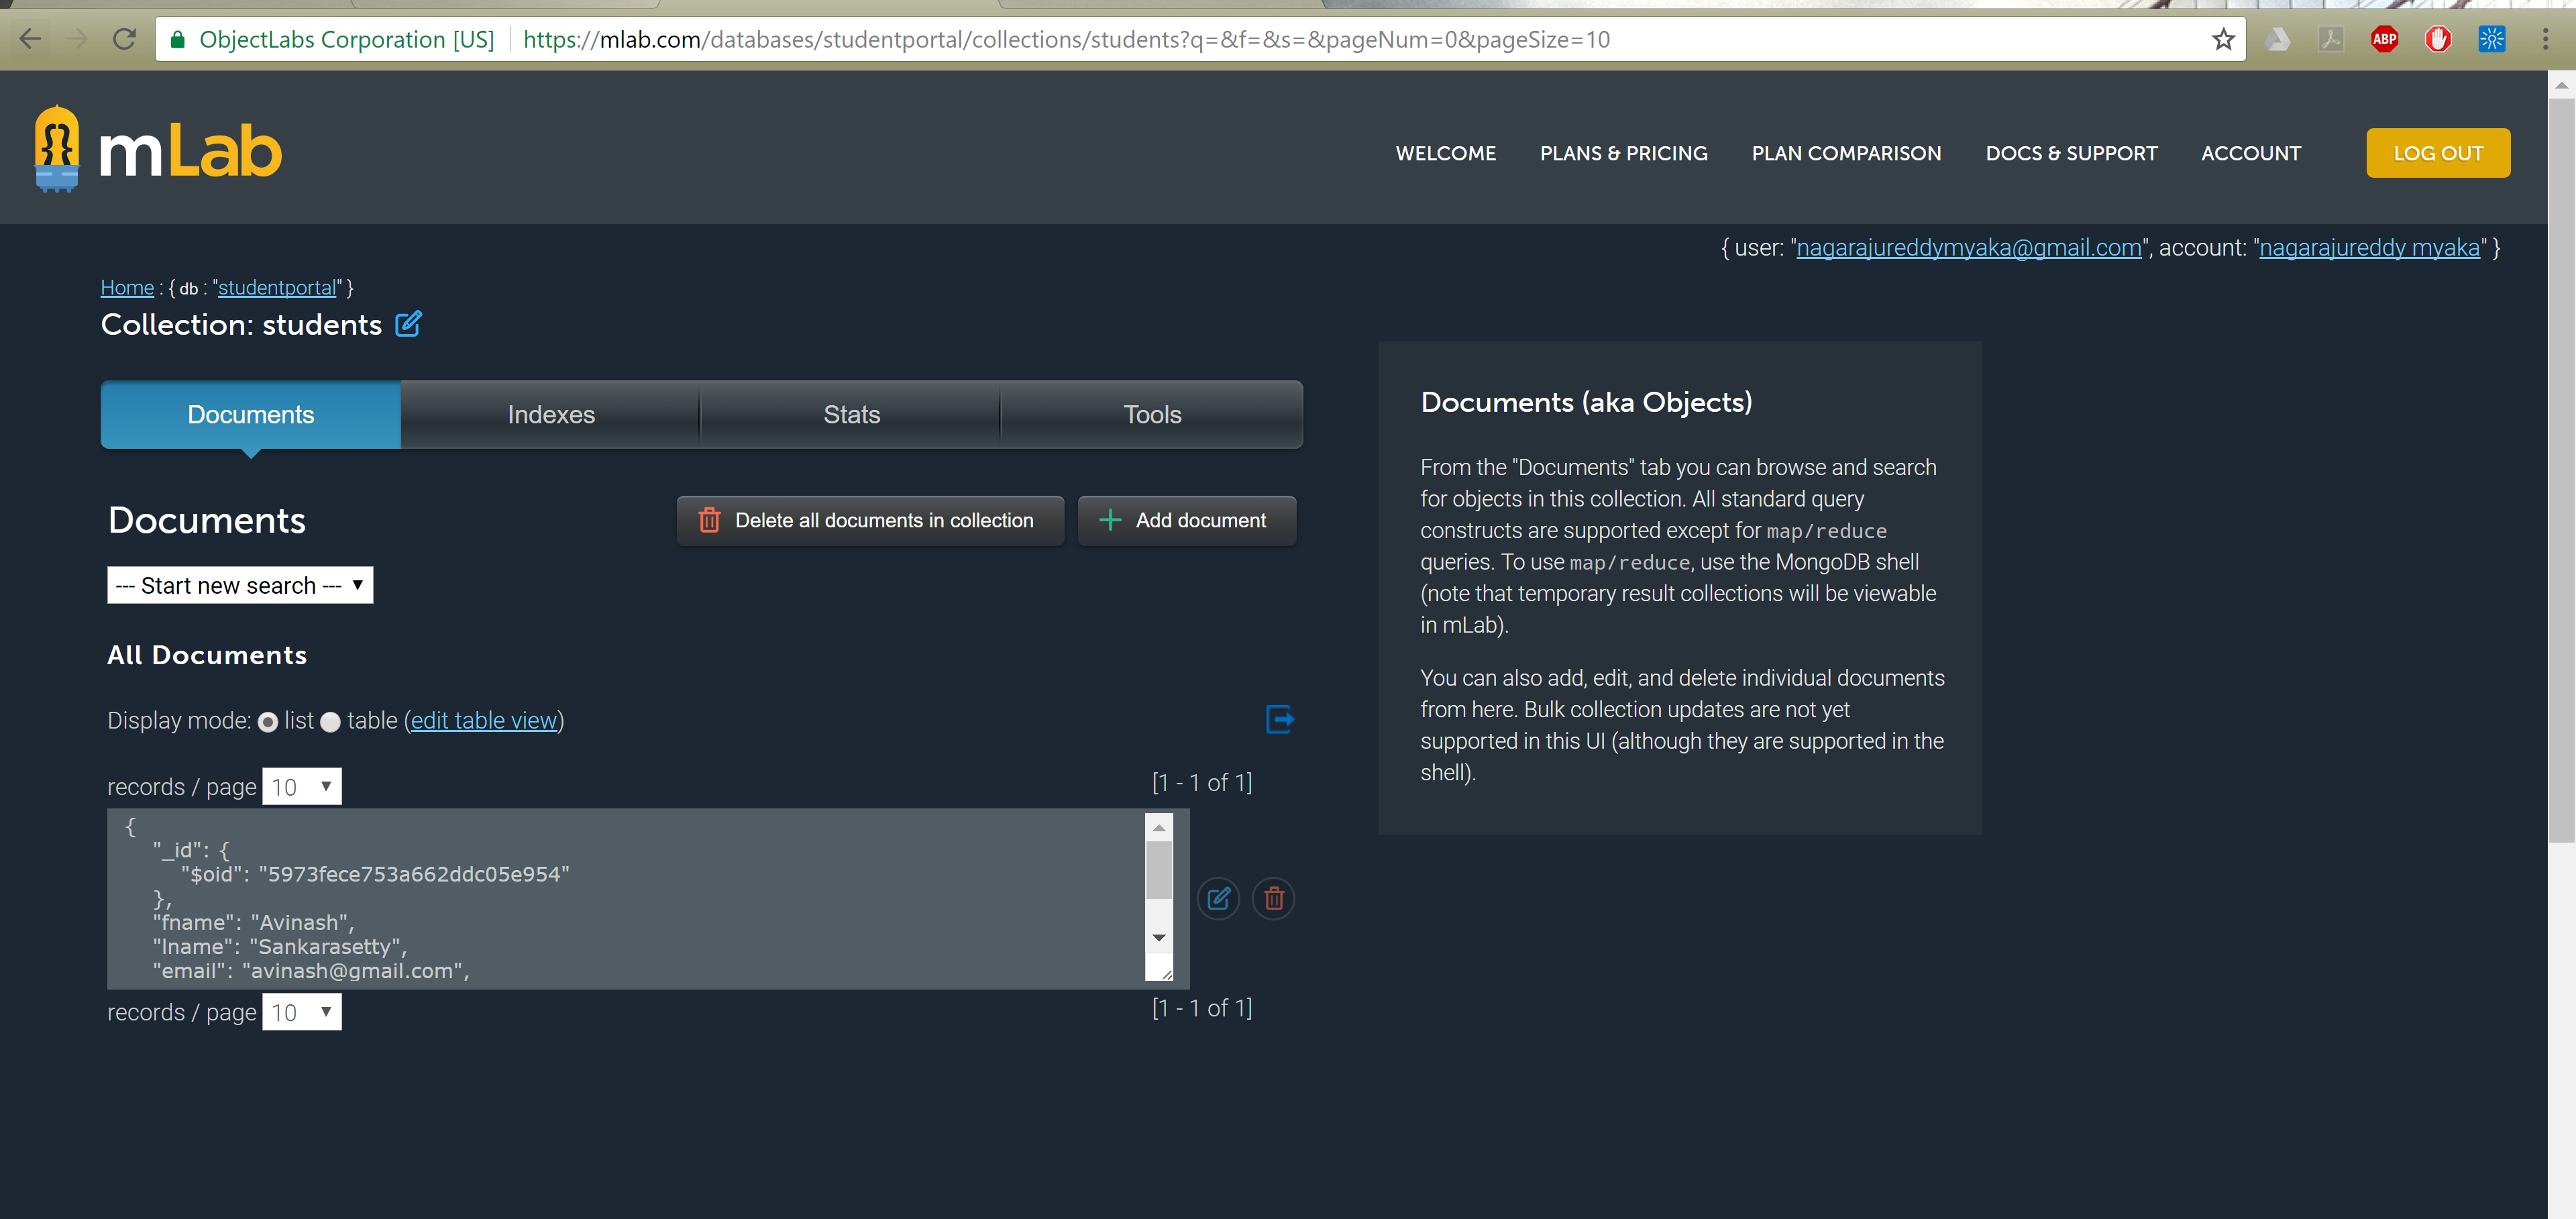 ObjectLabs Corporation [US] https://mlab.com/databases/studentportal/collections/students?q=&f=&s=&pageNum=0&pageSize=10
ABP
mLab
WELCOME PLANS & PRICING PLAN COMPARISON DOCS & SUPPORT ACCOUNT LOG OUT
{ user: "nagarajureddymyaka@gmail.com", account: "nagarajureddy myaka" }
Home : { db : "studentportal" }
Collection: students
Documents Indexes Stats Tools
Documents
Delete all documents in collection
Add document
--- Start new search ---
All Documents
Display mode: list table (edit table view)
records / page 10 [1 - 1 of 1]
{
"_id": {
"$oid": "5973fece753a662ddc05e954"
},
"fname": "Avinash",
"lname": "Sankarasetty",
"email": "avinash@gmail.com",
records / page 10 [1 - 1 of 1]
Documents (aka Objects)
From the "Documents" tab you can browse and search
for objects in this collection. All standard query
constructs are supported except for map/reduce
queries. To use map/reduce, use the MongoDB shell
(note that temporary result collections will be viewable
in mLab).
You can also add, edit, and delete individual documents
from here. Bulk collection updates are not yet
supported in this UI (although they are supported in the
shell).